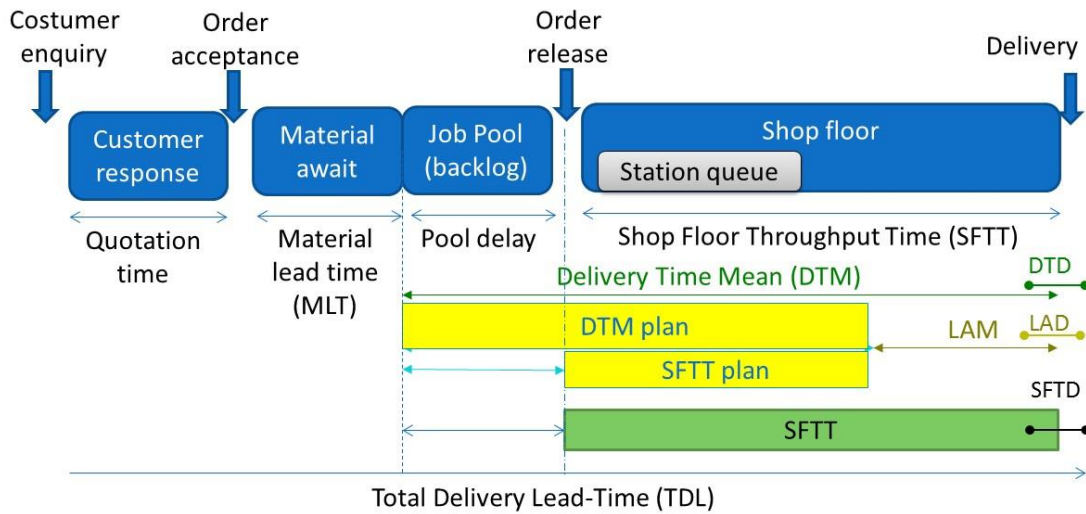 Costumer
enquiry
Order
acceptance
Order
release
Delivery
Customer
response
Material
await
Job Pool
(backlog)
Shop floor
Station queue
Quotation
time
Material
lead time
(MLT)
Pool delay
Shop Floor Throughput Time (SFTT)
Delivery Time Mean (DTM)
DTD
DTM plan
LAM
LAD
SFTT plan
SFTD
SFTT
Total Delivery Lead-Time (TDL)